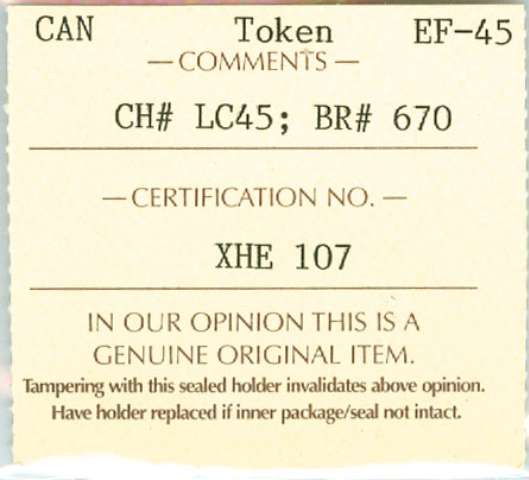 CAN Token EF-45
— COMMENTS —
CH# LC45; BR# 670
— CERTIFICATION NO. —
XHE 107
IN OUR OPINION THIS IS A
GENUINE ORIGINAL ITEM.
Tampering with this sealed holder invalidates above opinion.
Have holder replaced if inner package/seal not intact.